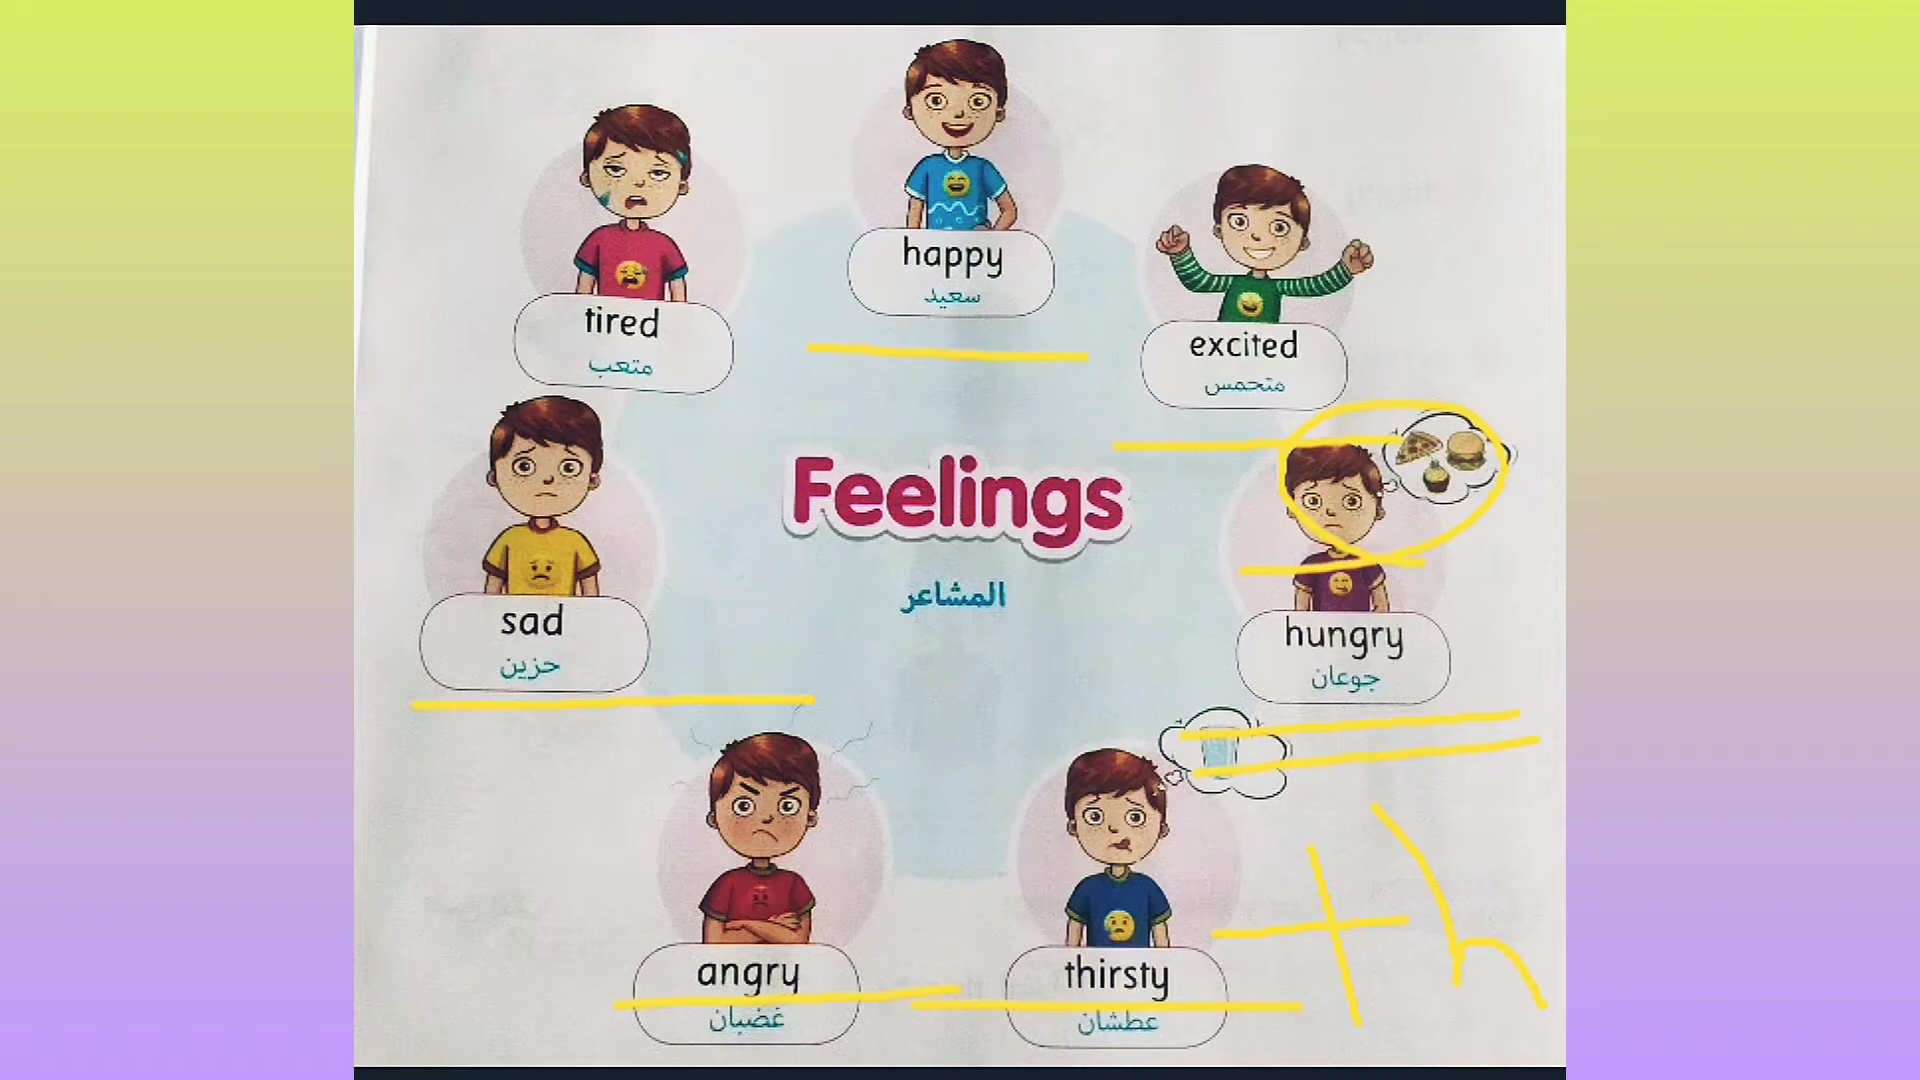 happy
سعيد
tired
متعب
excited
متحمس
Feelings
المشاعر
sad
حزين
hungry
جوعان
angry
غضبان
thirsty
عطشان
th